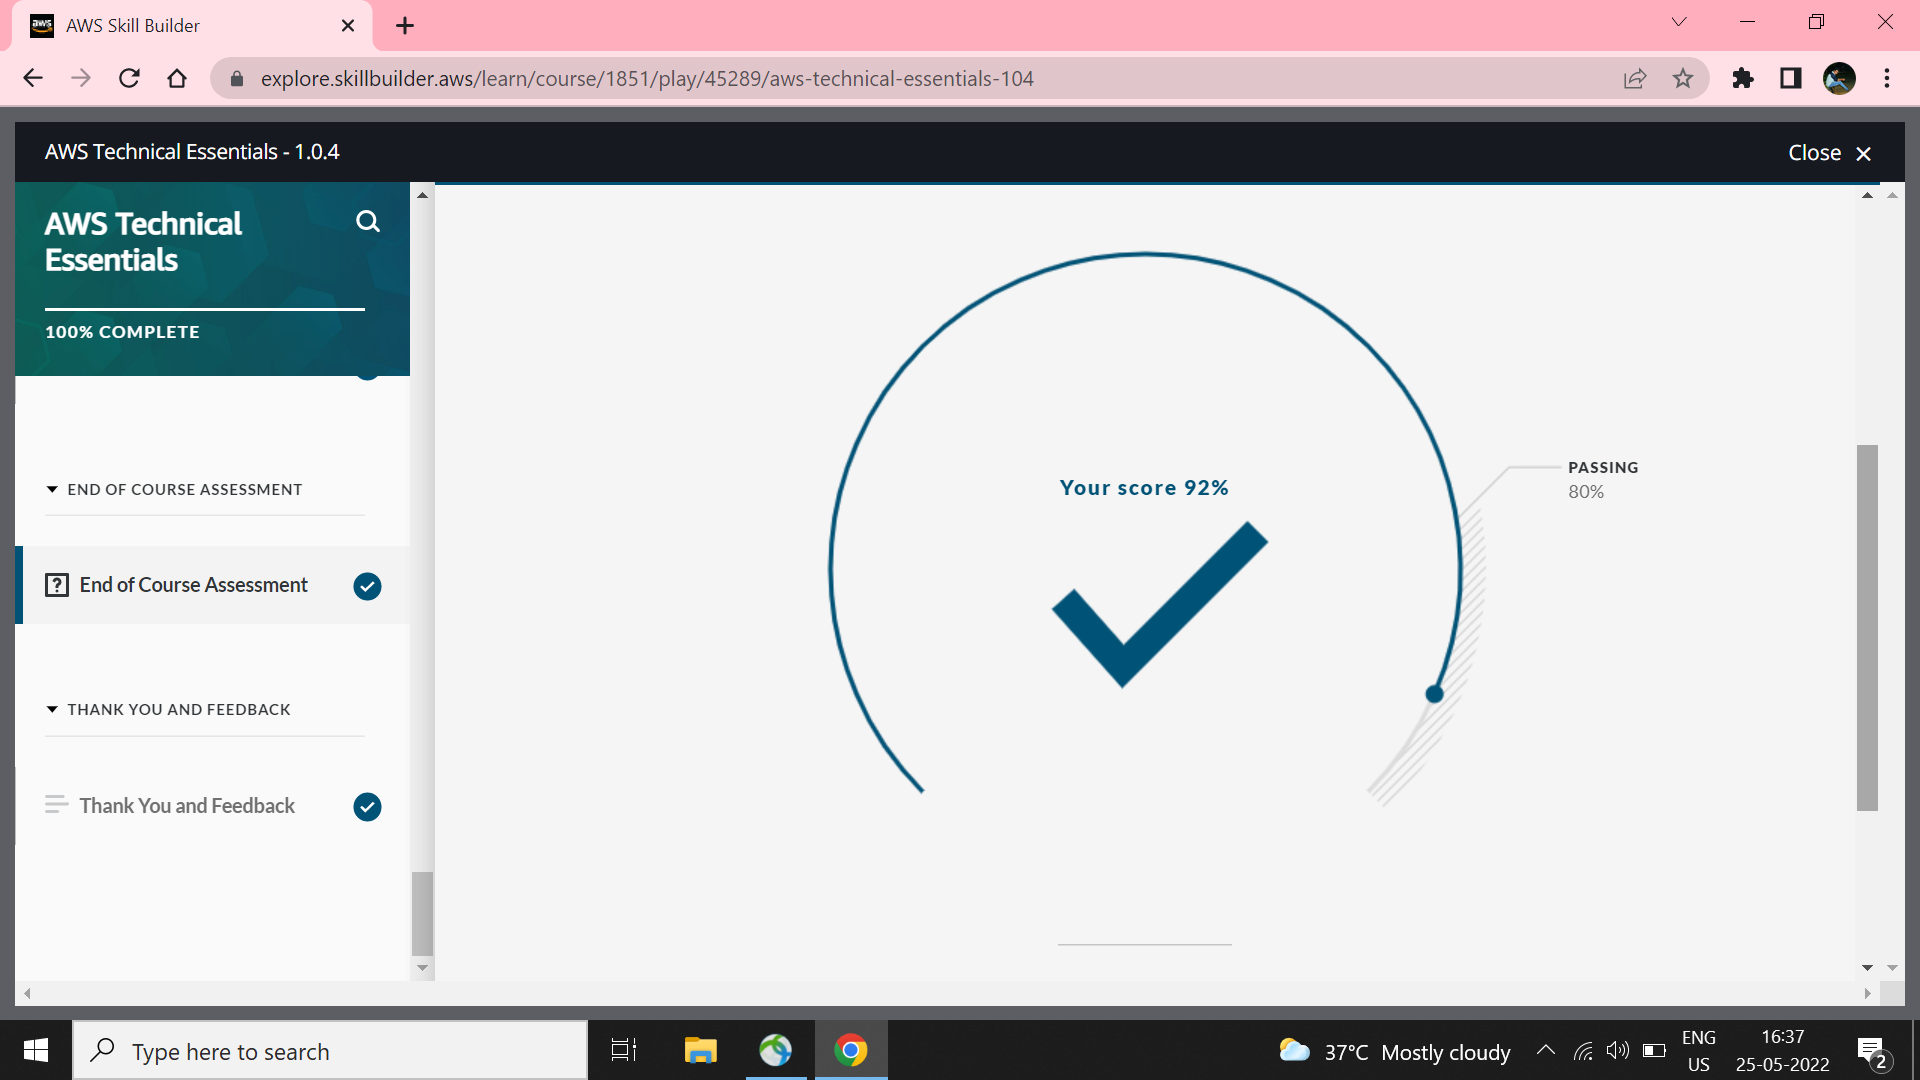 AWS Skill Builder
explore.skillbuilder.aws/learn/course/1851/play/45289/aws-technical-essentials-104
AWS Technical Essentials - 1.0.4
Close
AWS Technical
Essentials
100% COMPLETE
END OF COURSE ASSESSMENT
End of Course Assessment
THANK YOU AND FEEDBACK
Thank You and Feedback
Your score 92%
PASSING
80%
Type here to search
37°C Mostly cloudy
ENG
US
16:37
25-05-2022
2